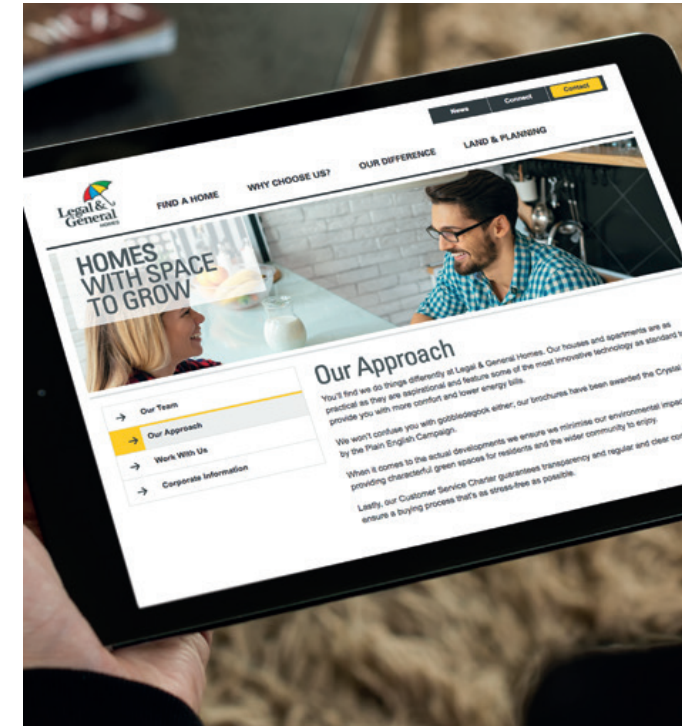 News Connect Contact
Legal &
General
HOMES
FIND A HOME WHY CHOOSE US? OUR DIFFERENCE LAND & PLANNING
HOMES
WITH SPACE
TO GROW
→ Our Team
→ Our Approach
→ Work With Us
→ Corporate Information
Our Approach
You'll find we do things differently at Legal & General Homes. Our houses and apartments are as
practical as they are aspirational and feature some of the most innovative technology as standard to
provide you with more comfort and lower energy bills.
We won't confuse you with gobbledegook either; our brochures have been awarded the Crystal
by the Plain English Campaign.
When it comes to the actual developments we ensure we minimise our environmental impac
providing characterful green spaces for residents and the wider community to enjoy.
Lastly, our Customer Service Charter guarantees transparency and regular and clear com
ensure a buying process that's as stress-free as possible.